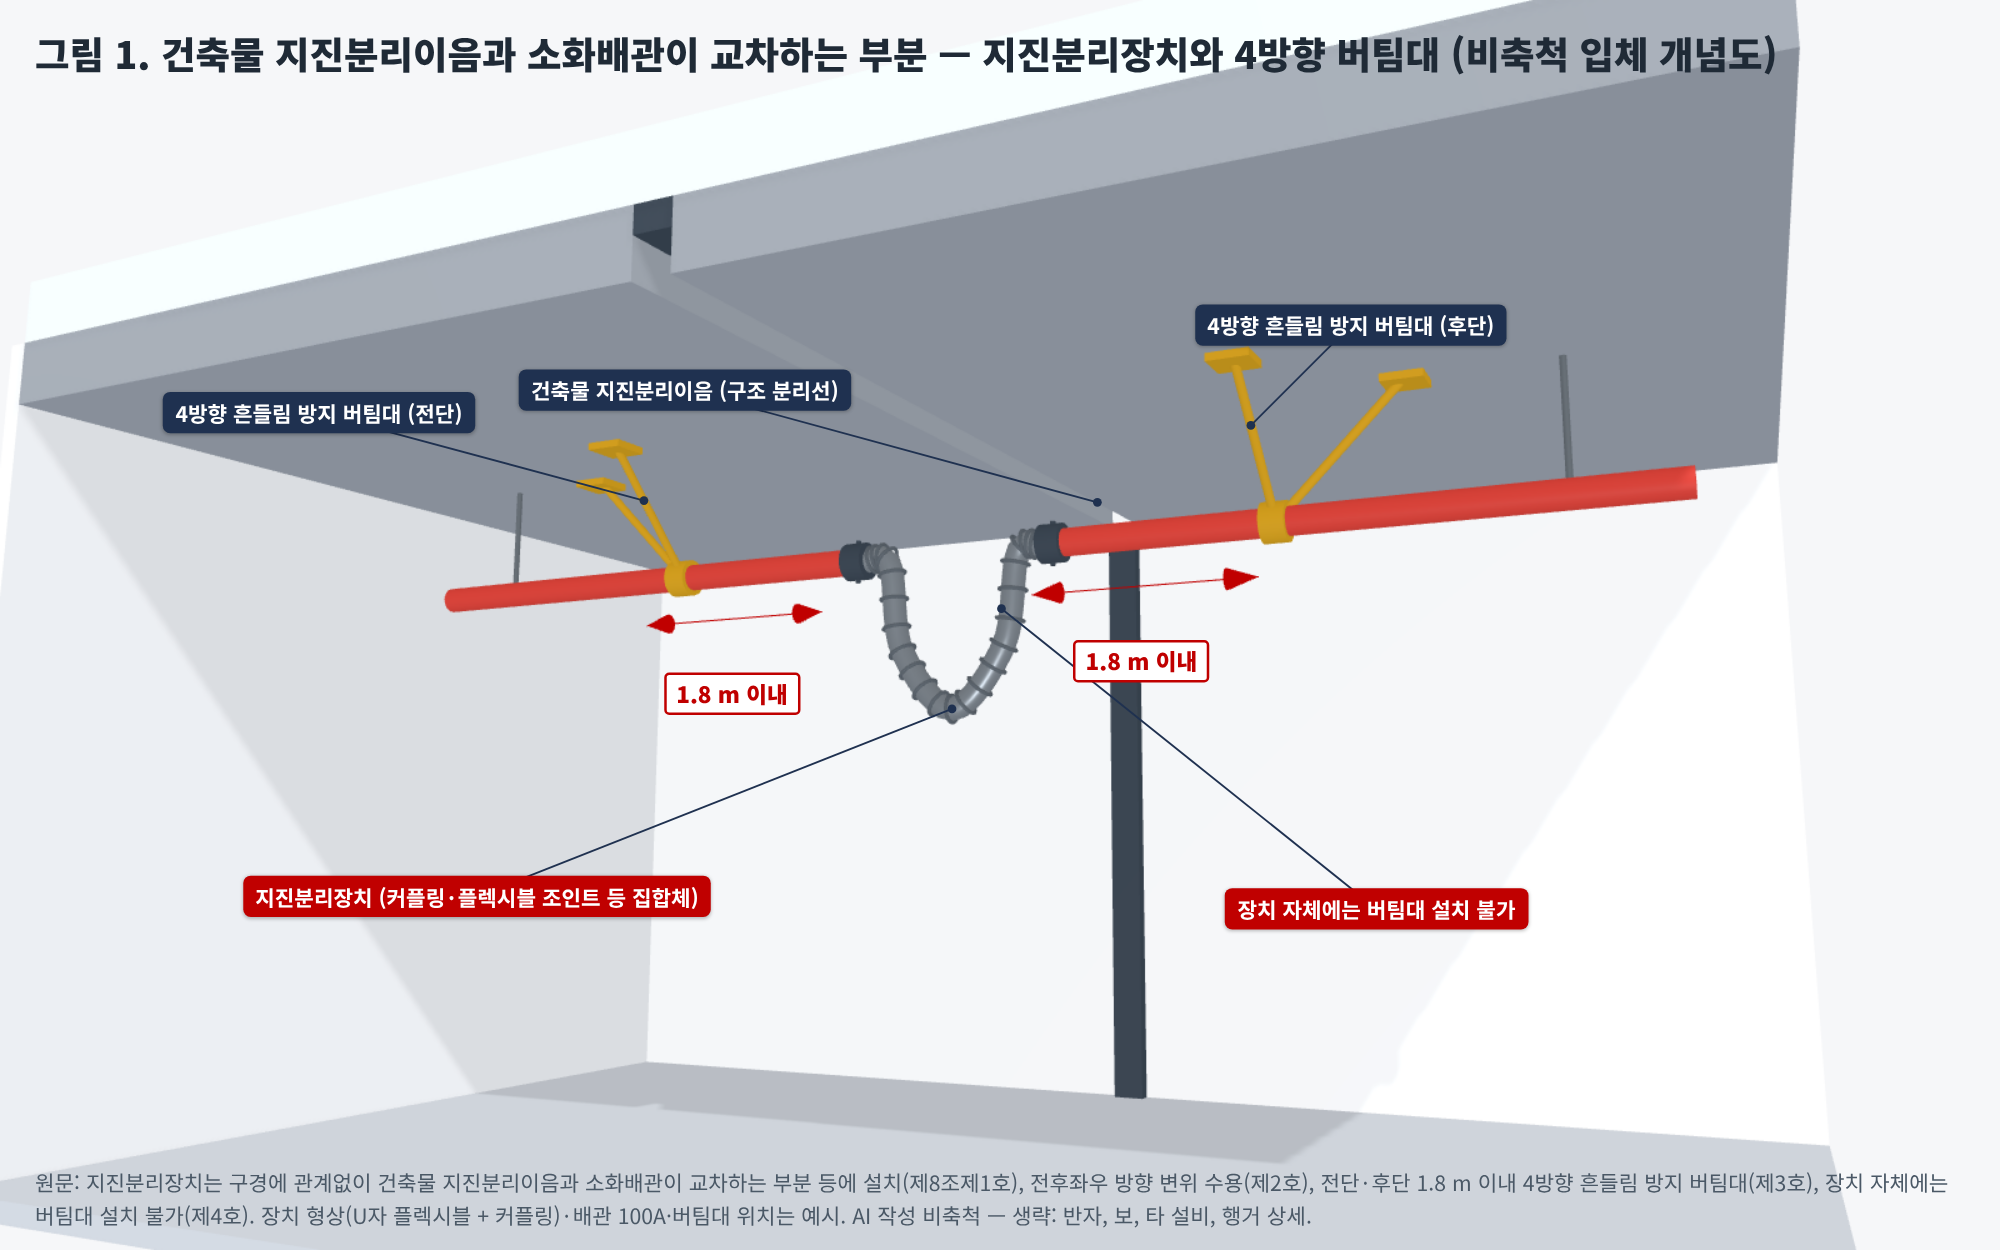 그림 1. 건축물 지진분리이음과 소화배관이 교차하는 부분 — 지진분리장치와 4방향 버팀대 (비축척 입체 개념도)
4방향 흔들림 방지 버팀대 (후단)
건축물 지진분리이음 (구조 분리선)
4방향 흔들림 방지 버팀대 (전단)
1.8 m 이내
1.8 m 이내
지진분리장치 (커플링·플렉시블 조인트 등 집합체)
장치 자체에는 버팀대 설치 불가
원문: 지진분리장치는 구경에 관계없이 건축물 지진분리이음과 소화배관이 교차하는 부분 등에 설치(제8조제1호), 전후좌우 방향 변위 수용(제2호), 전단·후단 1.8 m 이내 4방향 흔들림 방지 버팀대(제3호), 장치 자체에는
버팀대 설치 불가(제4호). 장치 형상(U자 플렉시블 + 커플링)·배관 100A·버팀대 위치는 예시. AI 작성 비축척 — 생략: 반자, 보, 타 설비, 행거 상세.